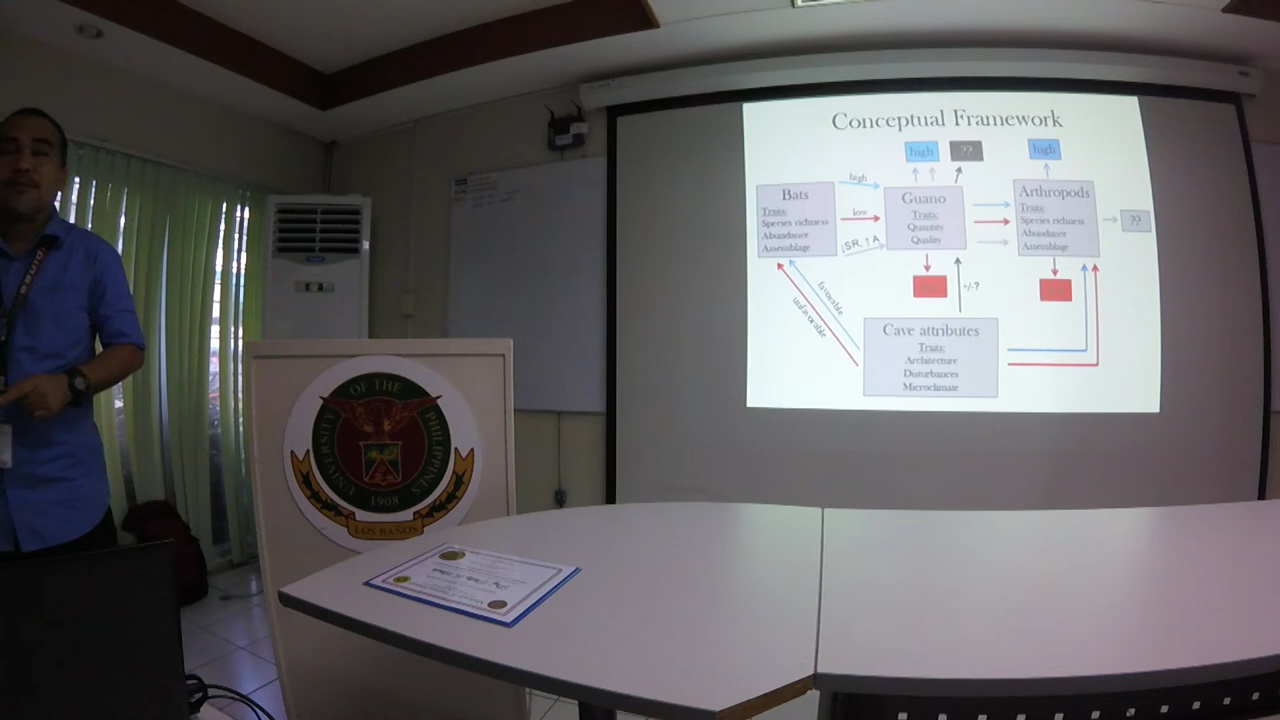 Conceptual Framework
high
??
high
Bats
Traits:
Species richness
Abundance
Assemblage
high
low
↓SR, ↑A
Guano
Traits:
Quantity
Quality
Arthropods
Traits:
Species richness
Abundance
Assemblage
??
+/-?
favorable
unfavorable
Cave attributes
Traits:
Architecture
Disturbances
Microclimate
UNIVERSITY OF THE PHILIPPINES
1908
LOS BAÑOS